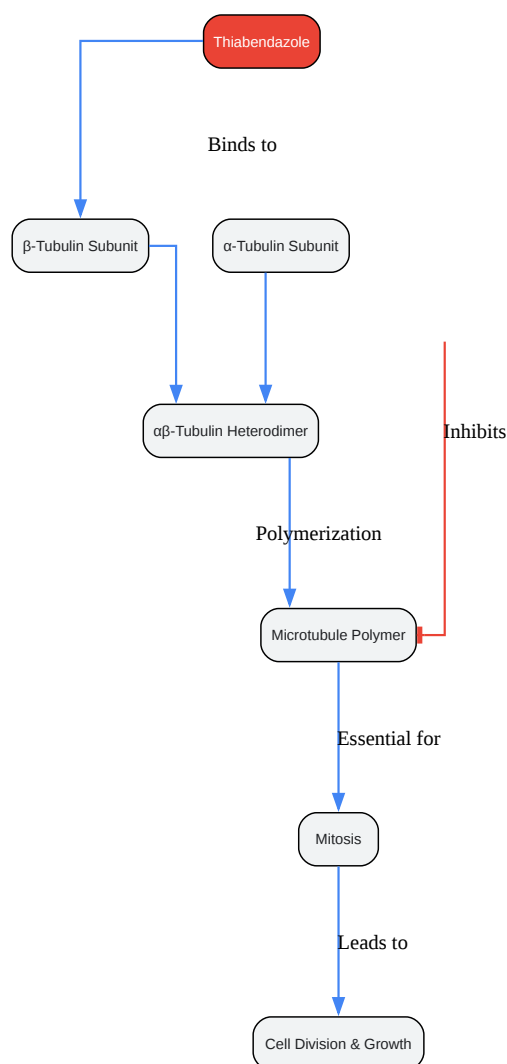 Thiabendazole
Binds to
β-Tubulin Subunit
α-Tubulin Subunit
αβ-Tubulin Heterodimer
Inhibits
Polymerization
Microtubule Polymer
Essential for
Mitosis
Leads to
Cell Division & Growth